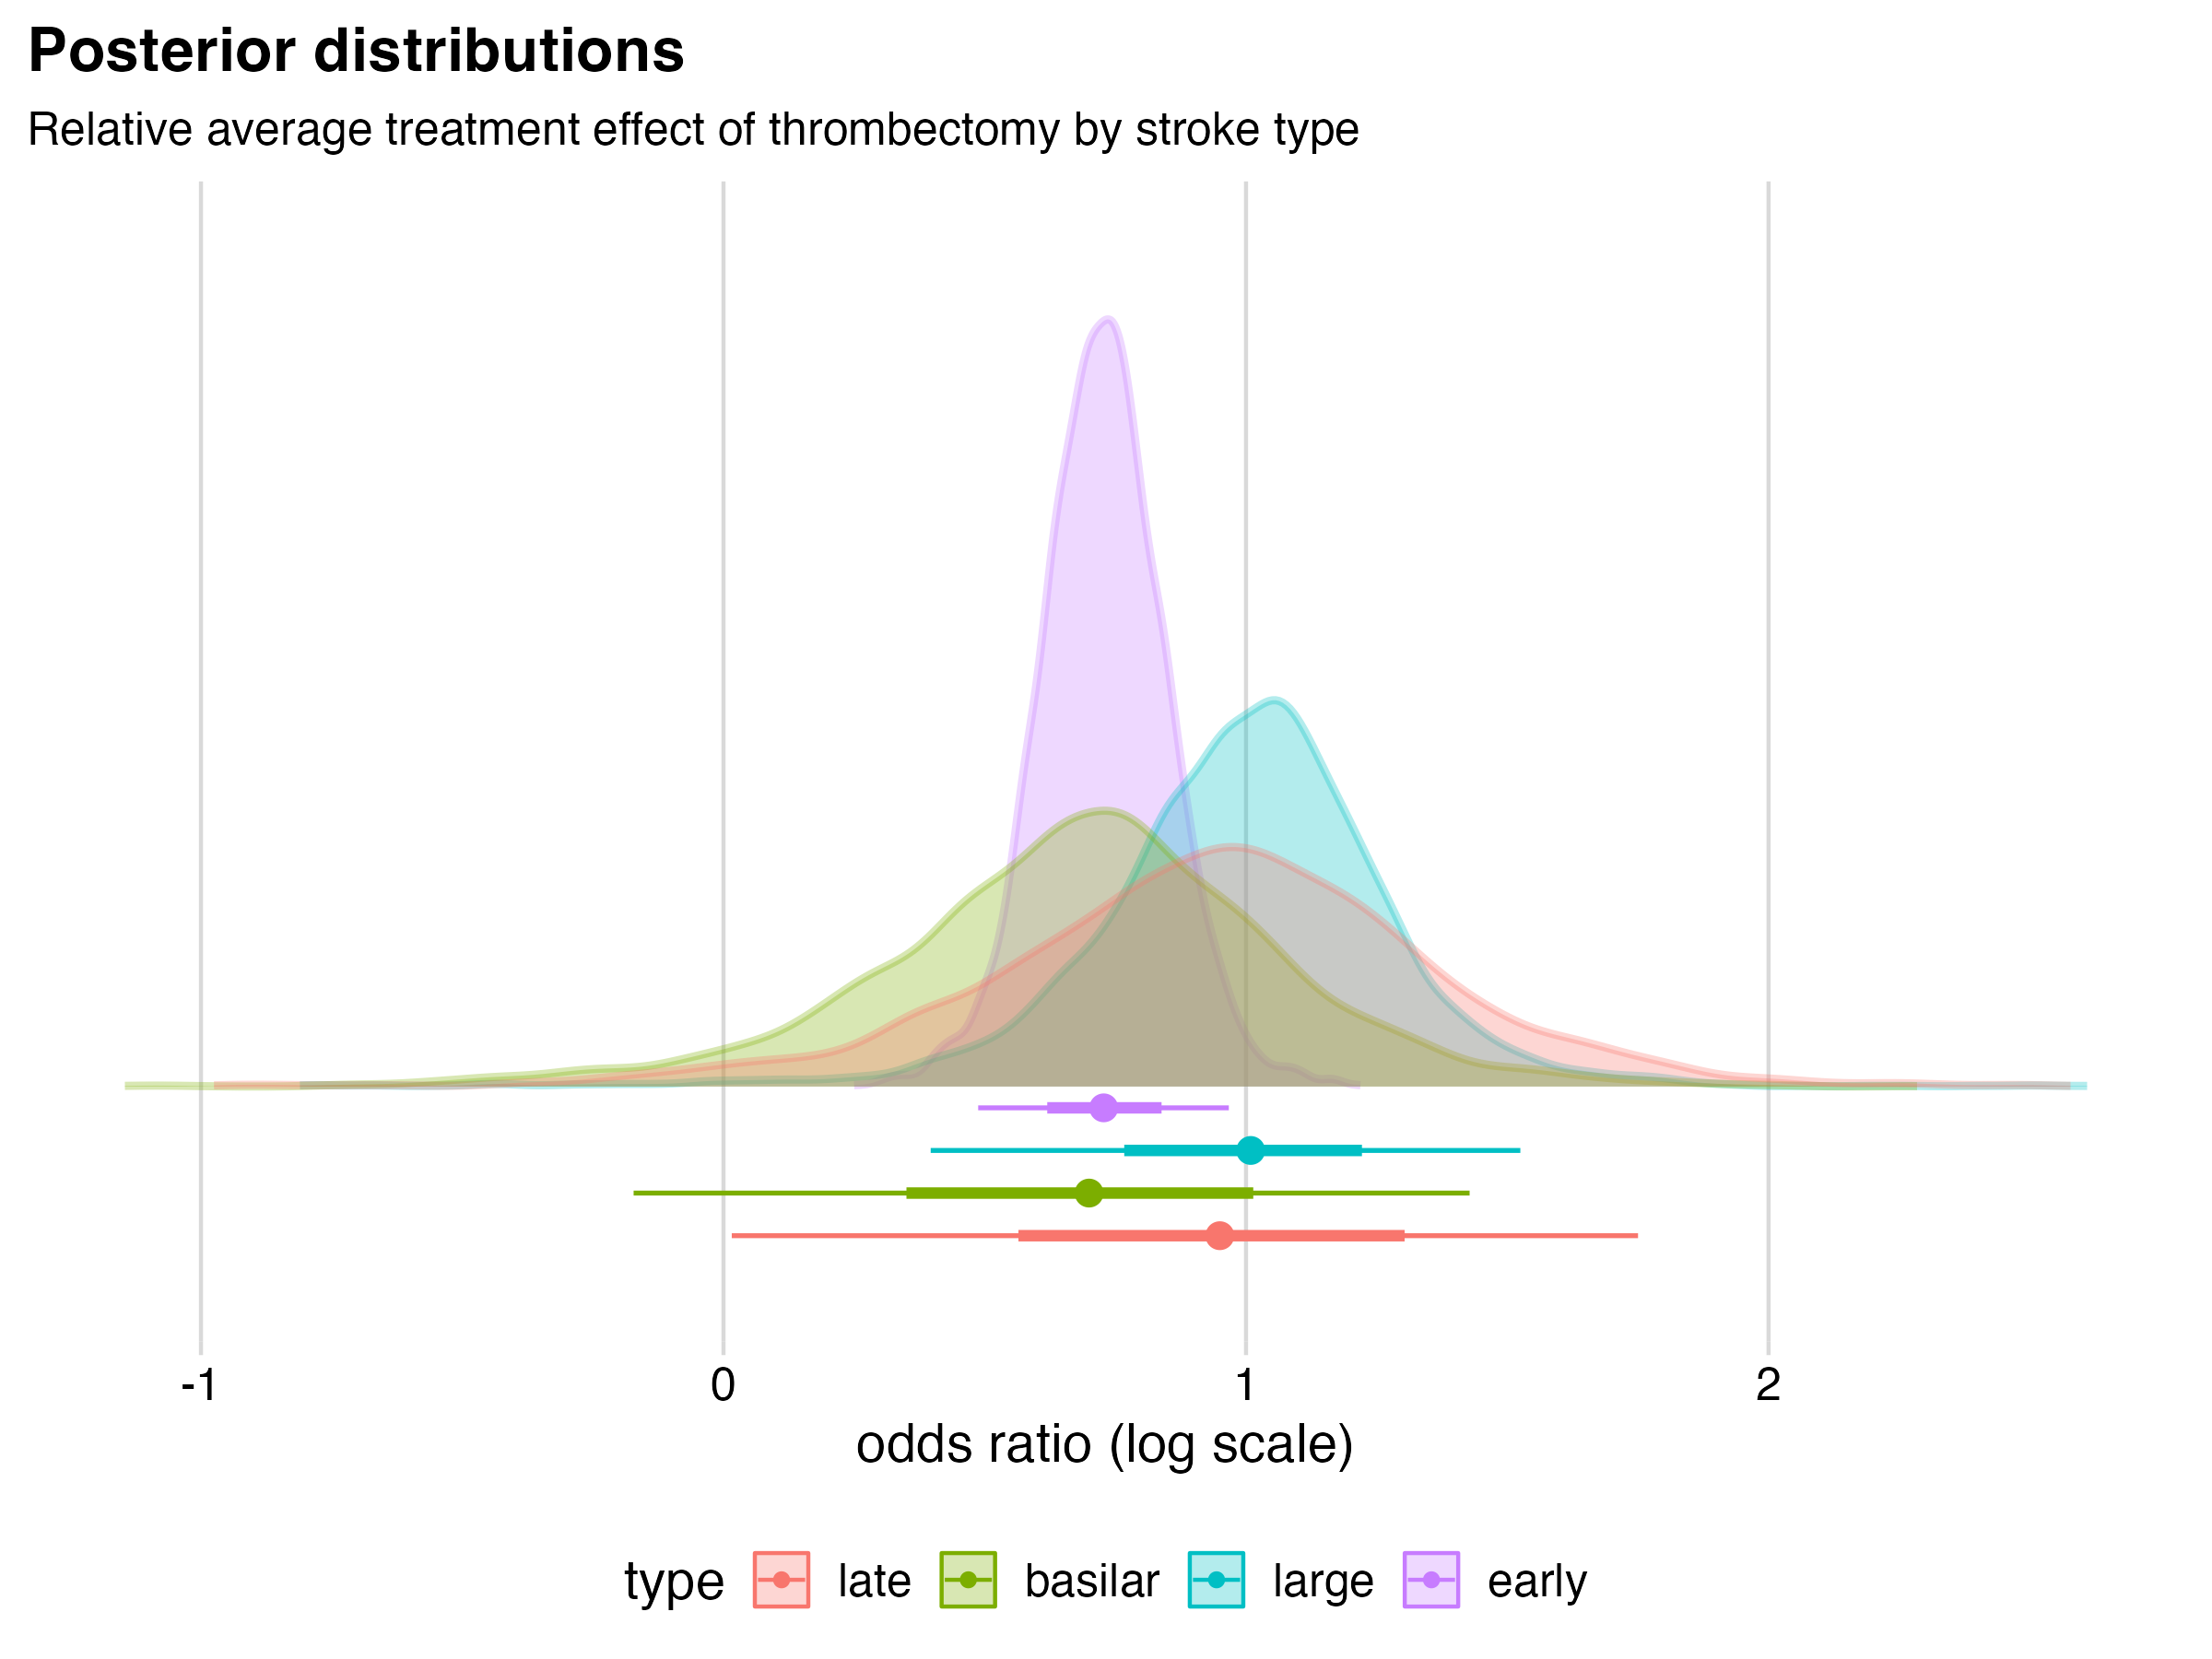 Posterior distributions
Relative average treatment effect of thrombectomy by stroke type
-1 0 1 2
odds ratio (log scale)
type late basilar large early